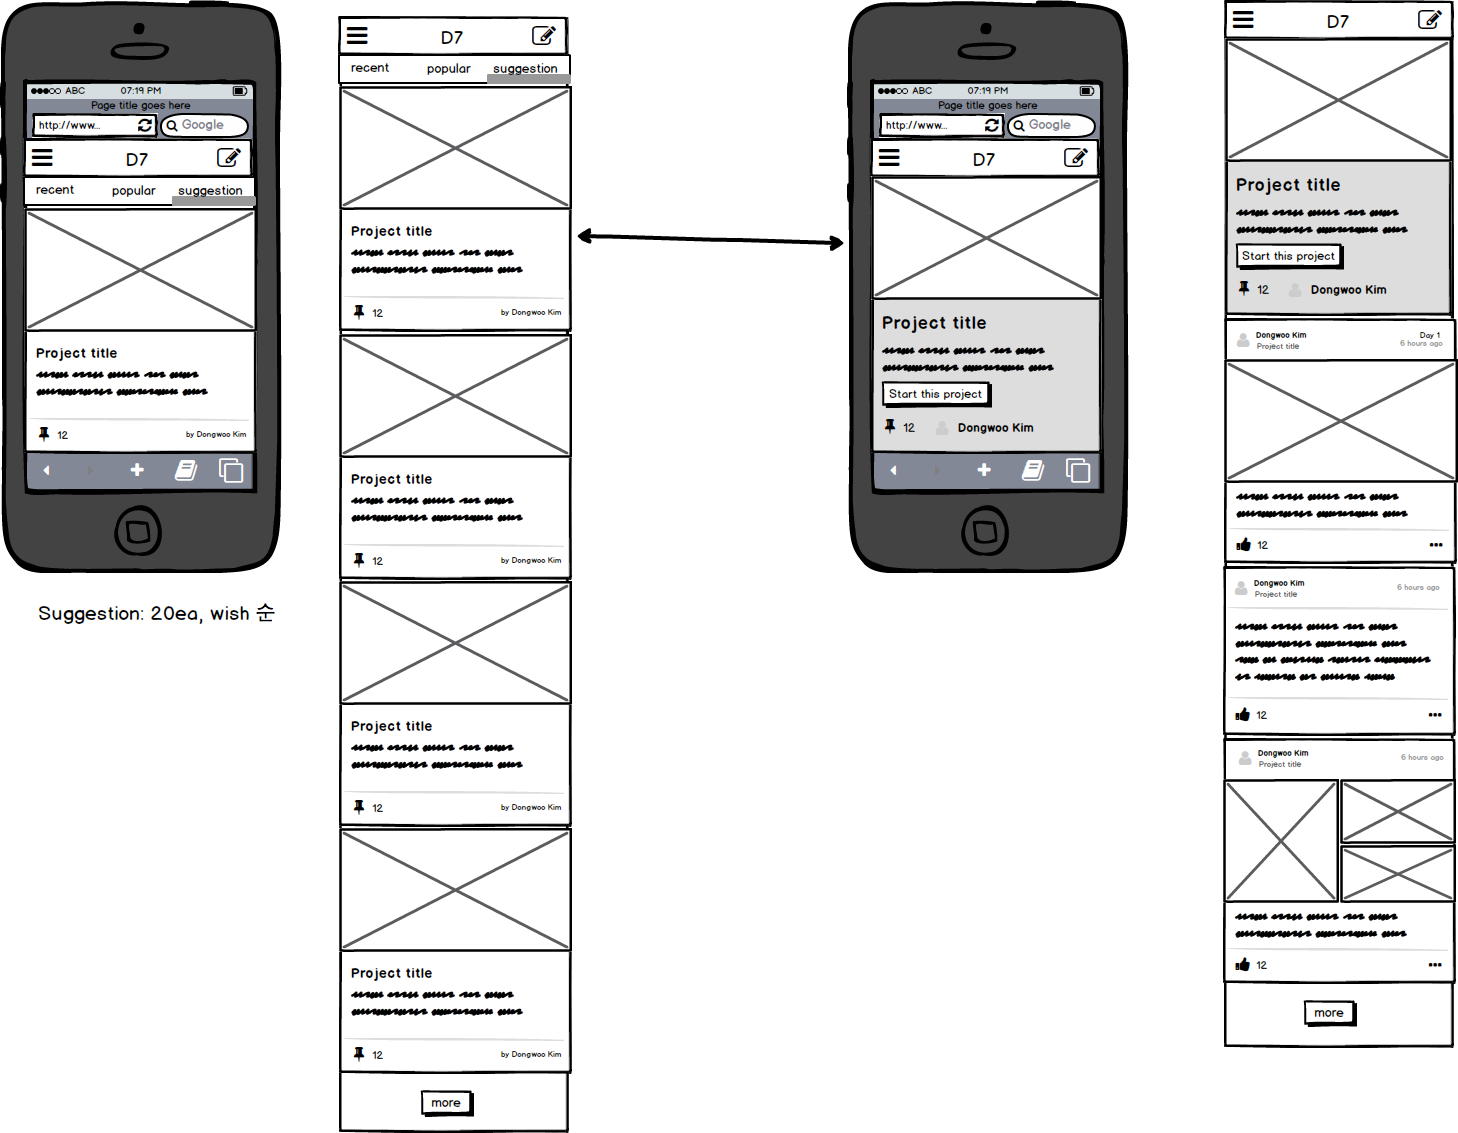 ABC 07:19 PM
Page title goes here
http://www... Google
D7
recent popular suggestion
Project title
12 by Dongwoo Kim
Suggestion: 20ea, wish 순
D7
recent popular suggestion
Project title
12 by Dongwoo Kim
Project title
12 by Dongwoo Kim
Project title
12 by Dongwoo Kim
Project title
12 by Dongwoo Kim
more
ABC 07:19 PM
Page title goes here
http://www... Google
D7
Project title
Start this project
12 Dongwoo Kim
D7
Project title
Start this project
12 Dongwoo Kim
Dongwoo Kim Day 1
Project title 6 hours ago
12
Dongwoo Kim 6 hours ago
Project title
12
Dongwoo Kim 6 hours ago
Project title
12
more